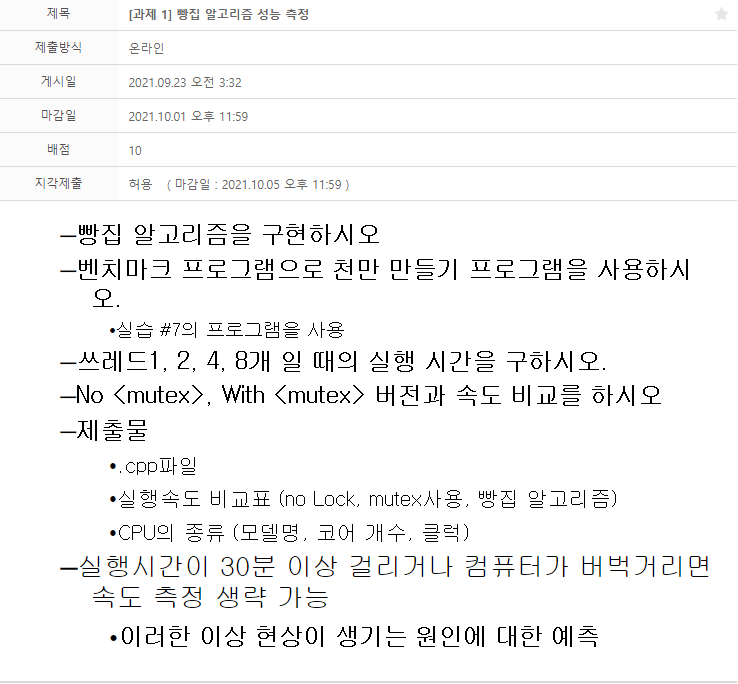 제목 [과제 1] 빵집 알고리즘 성능 측정
제출방식 온라인
게시일 2021.09.23 오전 3:32
마감일 2021.10.01 오후 11:59
배점 10
지각제출 허용 ( 마감일 : 2021.10.05 오후 11:59 )
–빵집 알고리즘을 구현하시오
–벤치마크 프로그램으로 천만 만들기 프로그램을 사용하시
오.
•실습 #7의 프로그램을 사용
–쓰레드1, 2, 4, 8개 일 때의 실행 시간을 구하시오.
–No <mutex>, With <mutex> 버전과 속도 비교를 하시오
–제출물
•.cpp파일
•실행속도 비교표 (no Lock, mutex사용, 빵집 알고리즘)
•CPU의 종류 (모델명, 코어 개수, 클럭)
–실행시간이 30분 이상 걸리거나 컴퓨터가 버벅거리면
속도 측정 생략 가능
•이러한 이상 현상이 생기는 원인에 대한 예측